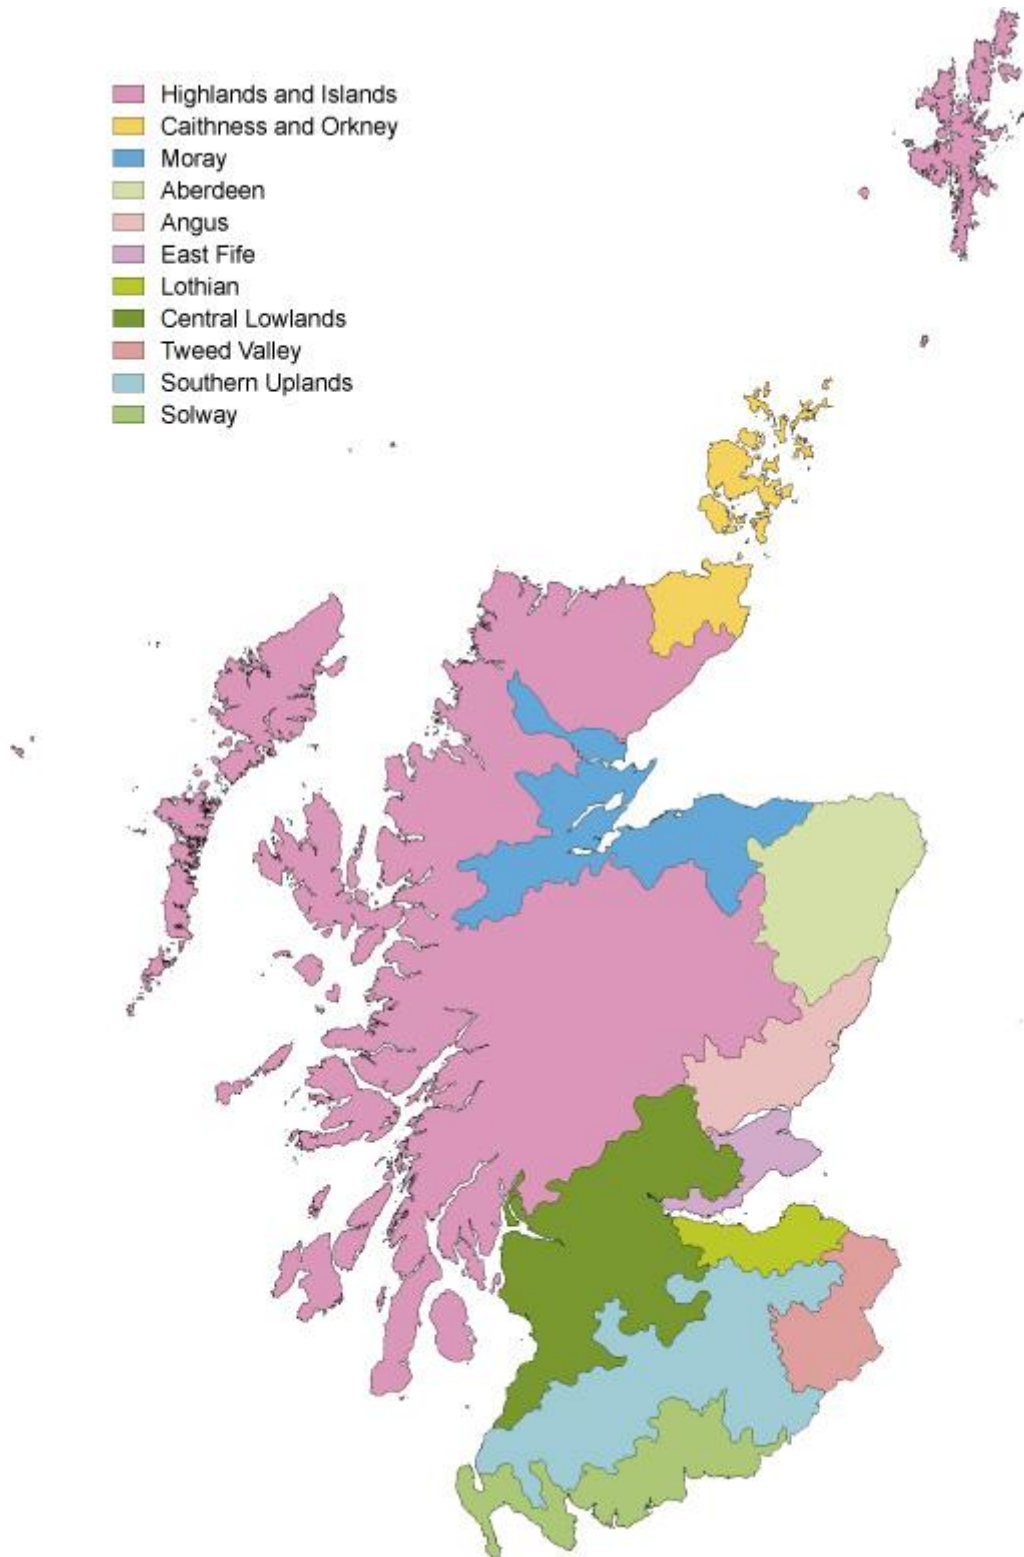 Highlands and Islands
Caithness and Orkney
Moray
Aberdeen
Angus
East Fife
Lothian
Central Lowlands
Tweed Valley
Southern Uplands
Solway